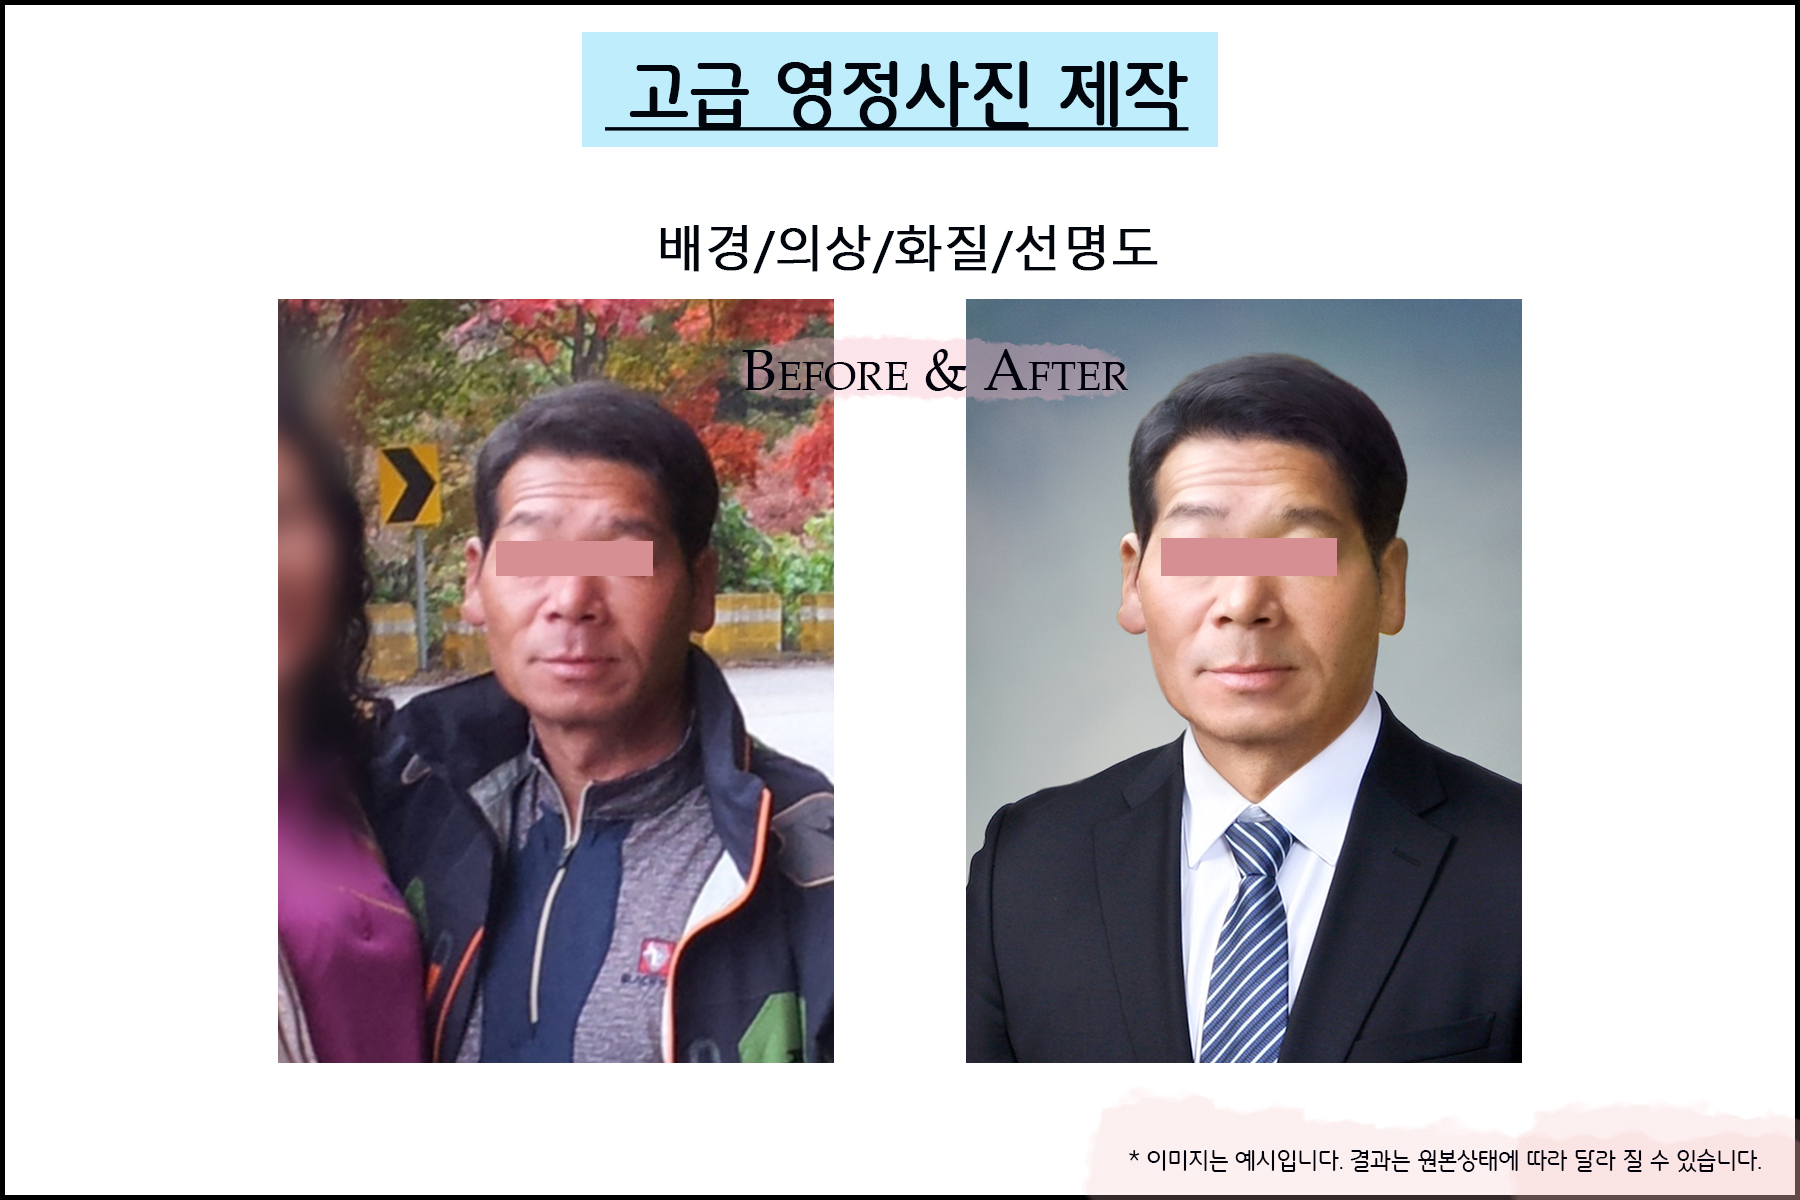 고급 영정사진 제작
배경/의상/화질/선명도
BEFORE & AFTER
* 이미지는 예시입니다. 결과는 원본상태에 따라 달라 질 수 있습니다.